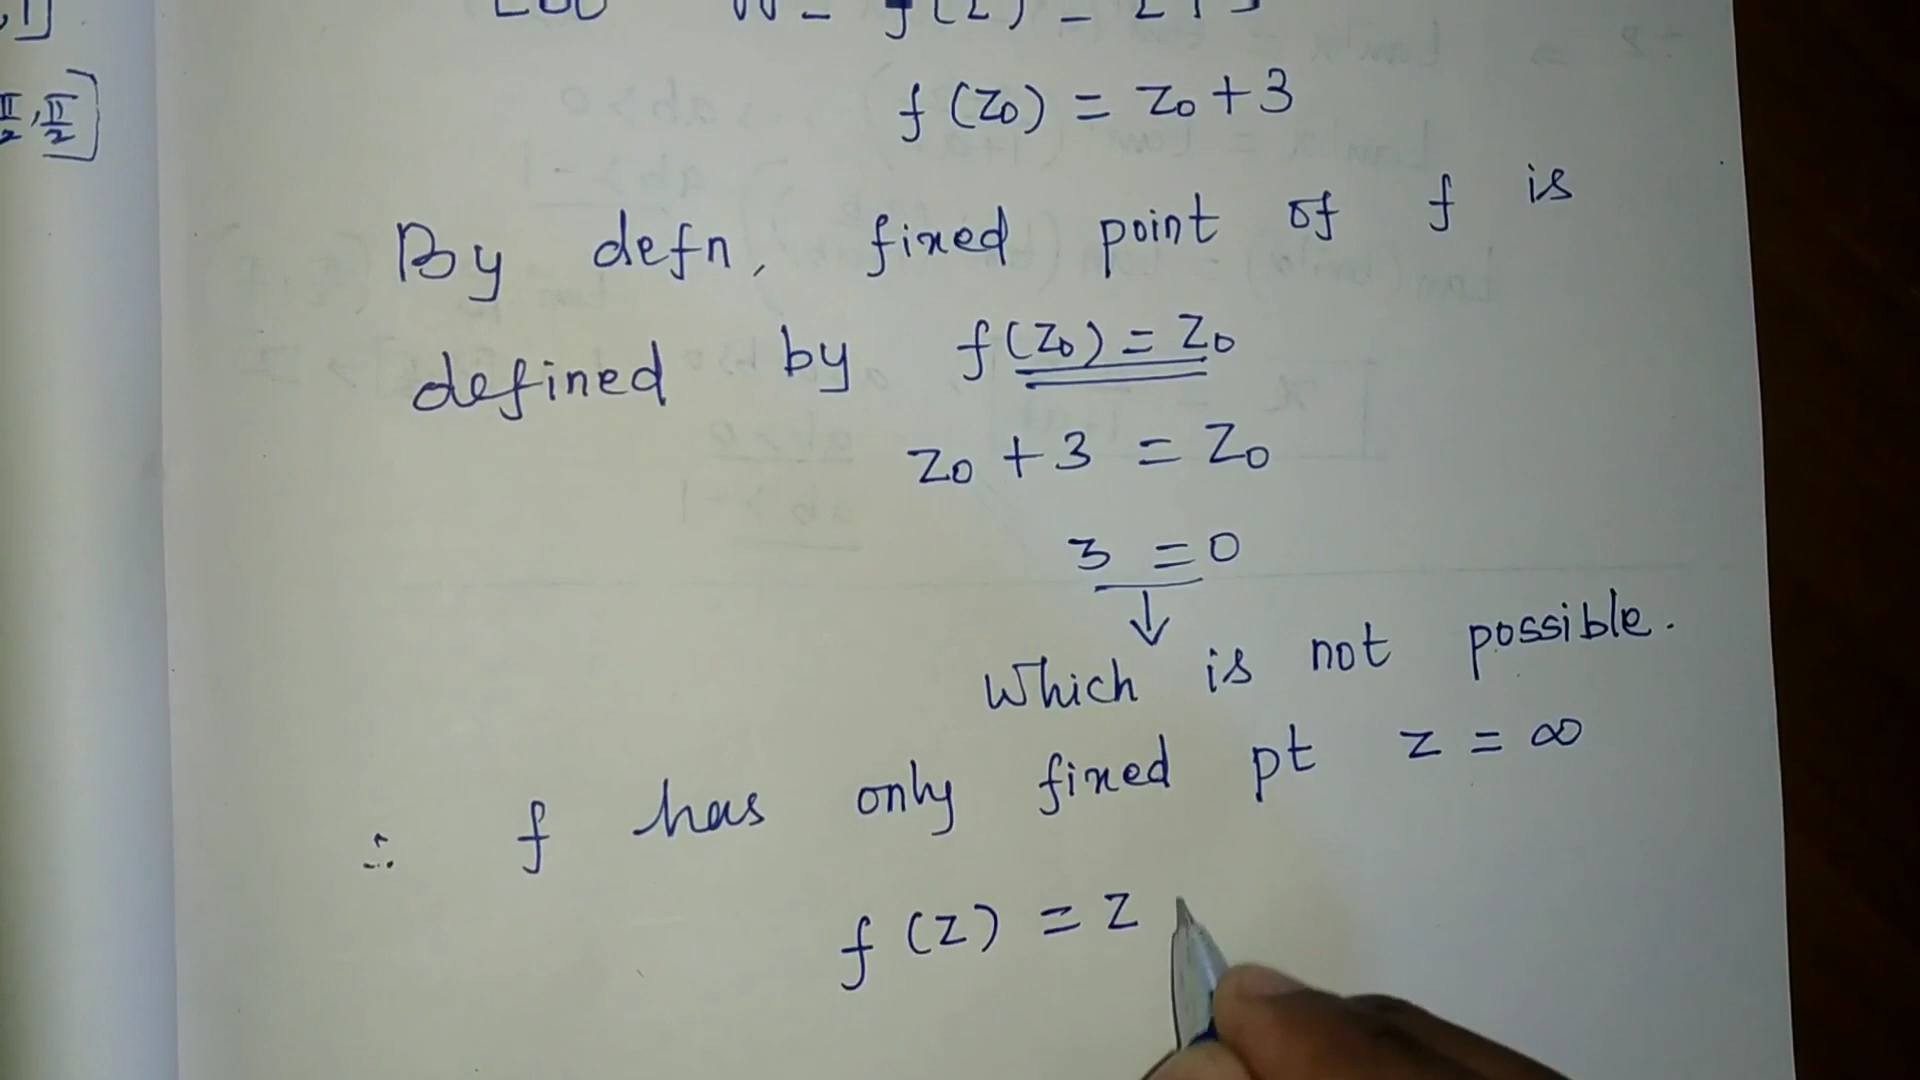 f(z0) = z0 + 3
By defn, fixed point of f is
defined by f(z0) = z0
z0 + 3 = z0
3 = 0
↓
Which is not possible.
∴ f has only fixed pt z = ∞
f(z) = z